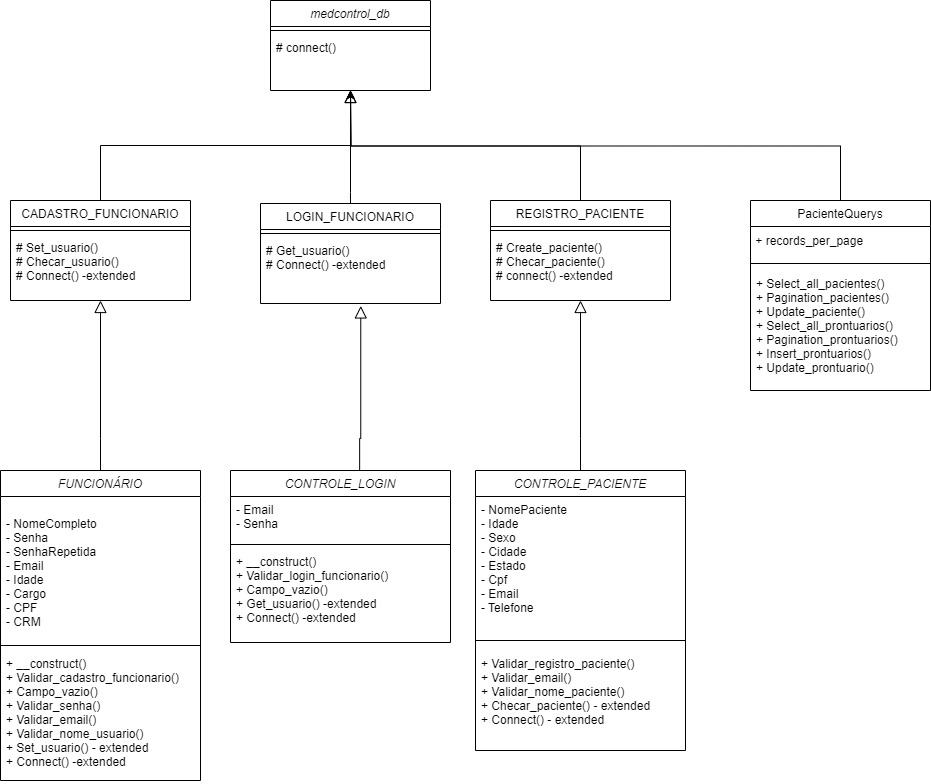 medcontrol_db
# connect()
CADASTRO_FUNCIONARIO
# Set_usuario()
# Checar_usuario()
# Connect() -extended
LOGIN_FUNCIONARIO
# Get_usuario()
# Connect() -extended
REGISTRO_PACIENTE
# Create_paciente()
# Checar_paciente()
# connect() -extended
PacienteQuerys
+ records_per_page
+ Select_all_pacientes()
+ Pagination_pacientes()
+ Update_paciente()
+ Select_all_prontuarios()
+ Pagination_prontuarios()
+ Insert_prontuarios()
+ Update_prontuario()
FUNCIONÁRIO
- NomeCompleto
- Senha
- SenhaRepetida
- Email
- Idade
- Cargo
- CPF
- CRM
+ __construct()
+ Validar_cadastro_funcionario()
+ Campo_vazio()
+ Validar_senha()
+ Validar_email()
+ Validar_nome_usuario()
+ Set_usuario() - extended
+ Connect() -extended
CONTROLE_LOGIN
- Email
- Senha
+ __construct()
+ Validar_login_funcionario()
+ Campo_vazio()
+ Get_usuario() -extended
+ Connect() -extended
CONTROLE_PACIENTE
- NomePaciente
- Idade
- Sexo
- Cidade
- Estado
- Cpf
- Email
- Telefone
+ Validar_registro_paciente()
+ Validar_email()
+ Validar_nome_paciente()
+ Checar_paciente() - extended
+ Connect() - extended